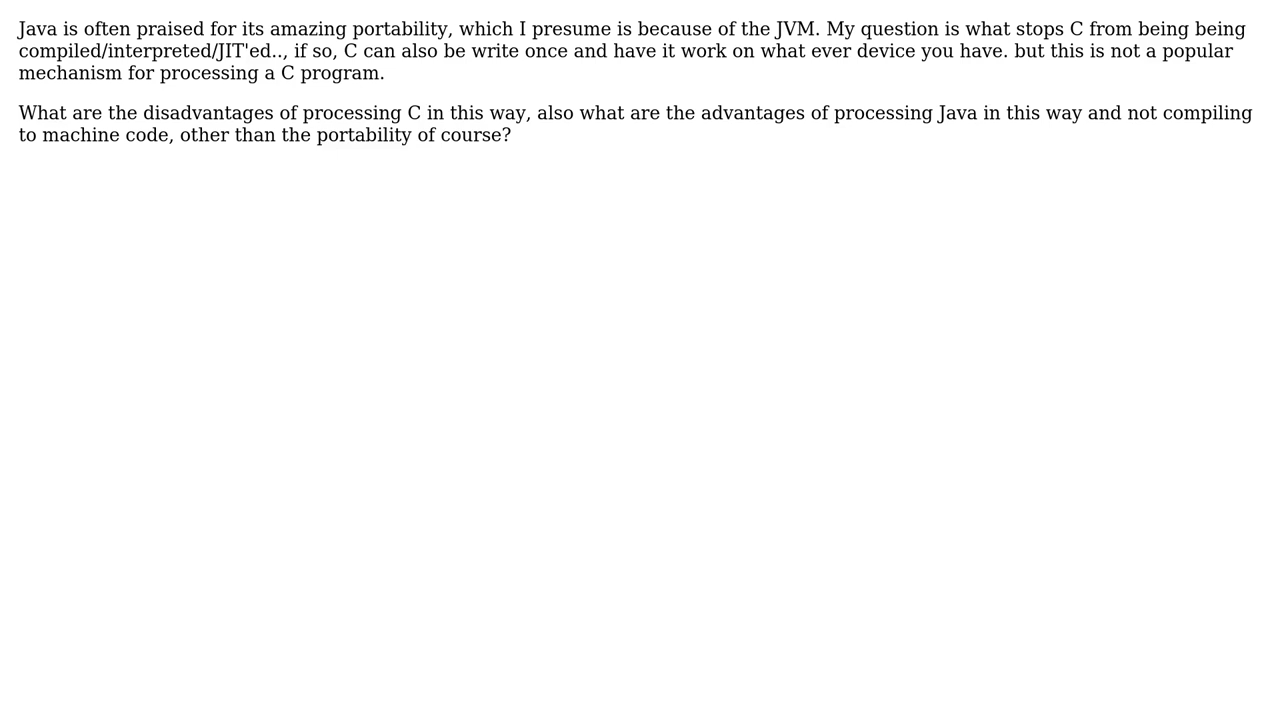 Java is often praised for its amazing portability, which I presume is because of the JVM. My question is what stops C from being being
compiled/interpreted/JIT'ed.., if so, C can also be write once and have it work on what ever device you have. but this is not a popular
mechanism for processing a C program.
What are the disadvantages of processing C in this way, also what are the advantages of processing Java in this way and not compiling
to machine code, other than the portability of course?